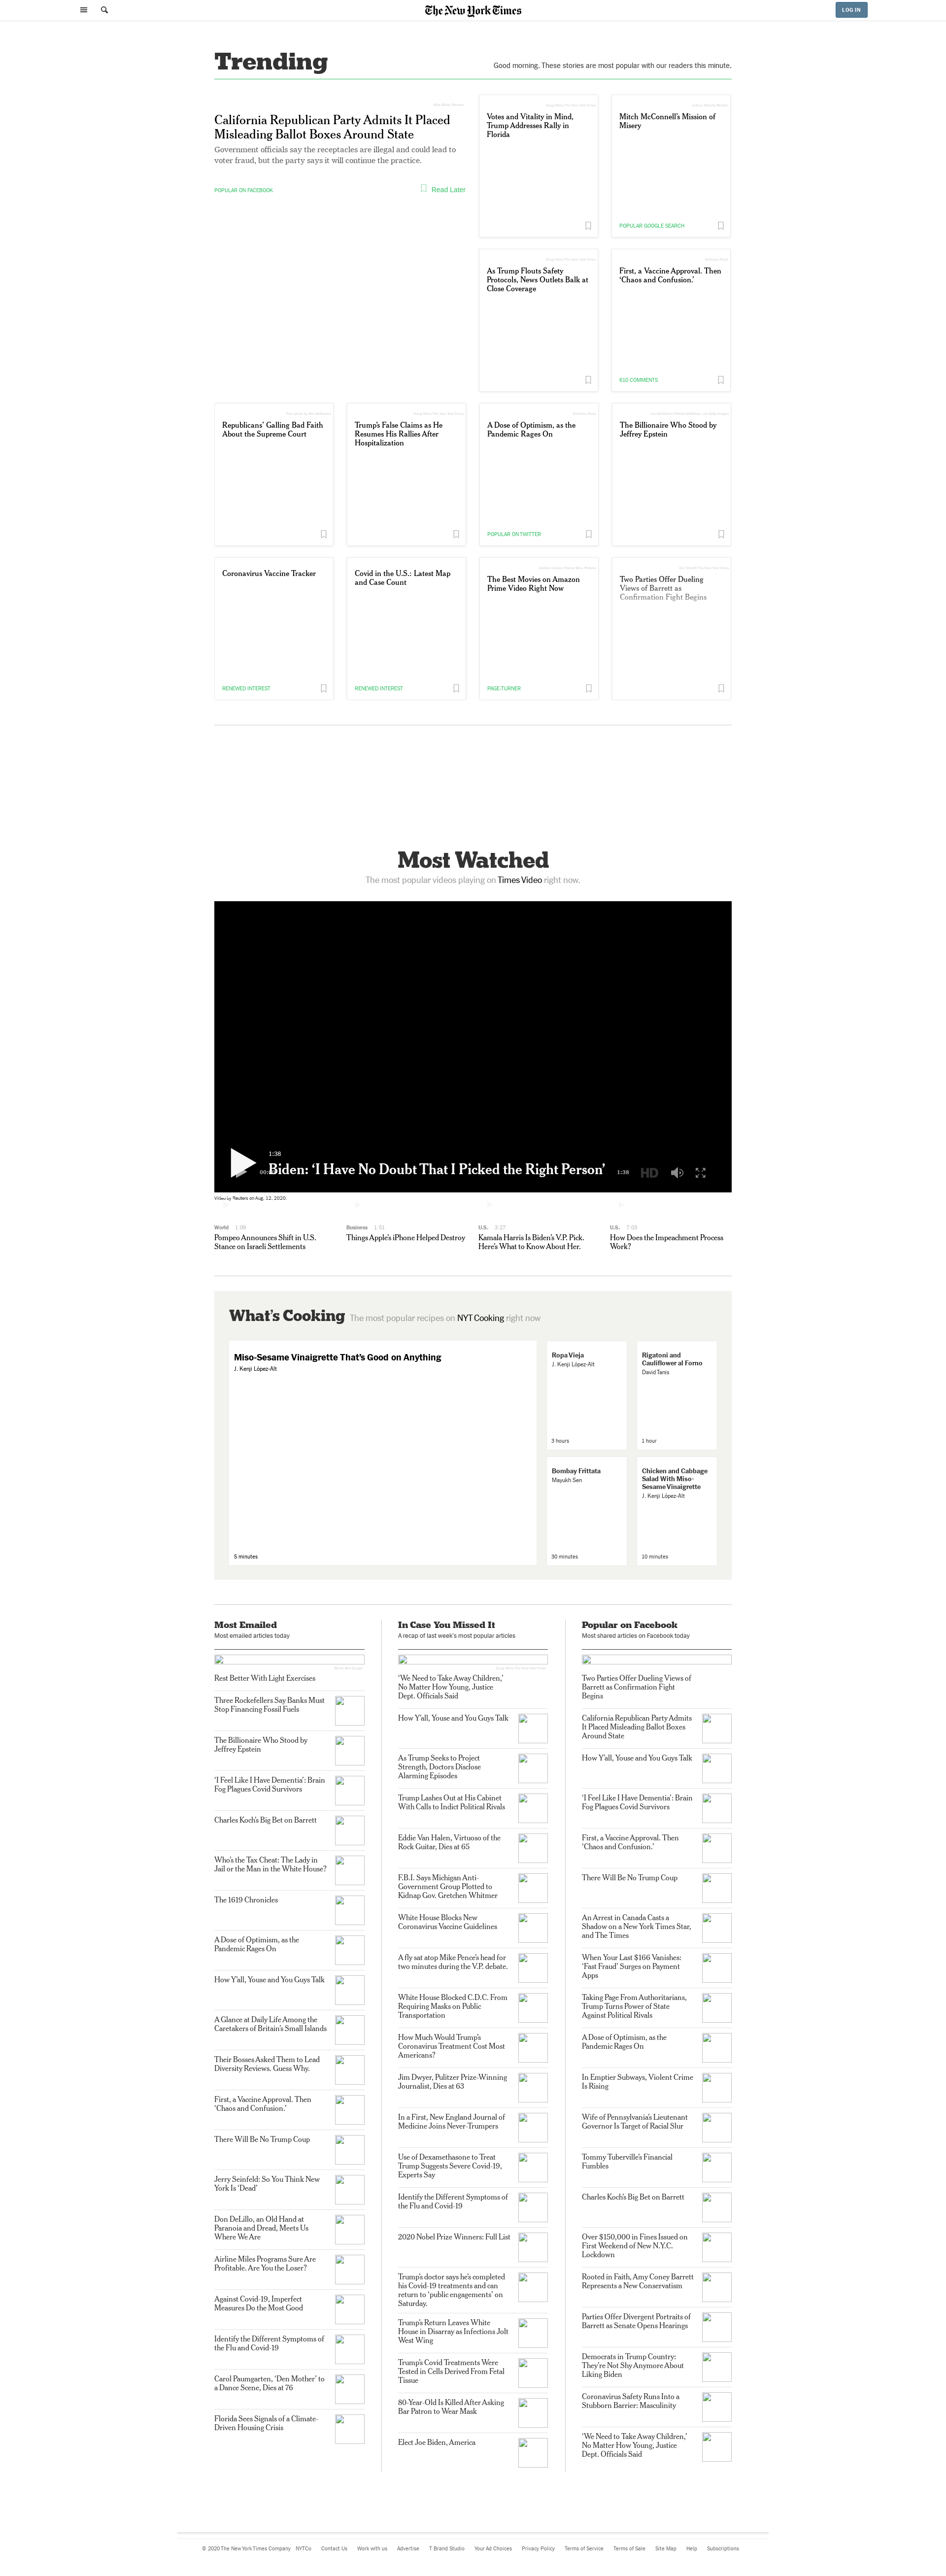 The New York Times
LOG IN
Trending
Good morning. These stories are most popular with our readers this minute.
California Republican Party Admits It Placed
Misleading Ballot Boxes Around State
Government officials say the receptacles are illegal and could lead to
voter fraud, but the party says it will continue the practice.
POPULAR ON FACEBOOK
Read Later
Votes and Vitality in Mind,
Trump Addresses Rally in
Florida
Mitch McConnell's Mission of
Misery
POPULAR GOOGLE SEARCH
As Trump Flouts Safety
Protocols, News Outlets Balk at
Close Coverage
First, a Vaccine Approval. Then
‘Chaos and Confusion.’
610 COMMENTS
Republicans’ Galling Bad Faith
About the Supreme Court
Trump’s False Claims as He
Resumes His Rallies After
Hospitalization
A Dose of Optimism, as the
Pandemic Rages On
POPULAR ON TWITTER
The Billionaire Who Stood by
Jeffrey Epstein
Coronavirus Vaccine Tracker
RENEWED INTEREST
Covid in the U.S.: Latest Map
and Case Count
RENEWED INTEREST
The Best Movies on Amazon
Prime Video Right Now
PAGE-TURNER
Two Parties Offer Dueling
Views of Barrett as
Confirmation Fight Begins
Most Watched
The most popular videos playing on Times Video right now.
1:38
Biden: ‘I Have No Doubt That I Picked the Right Person’
1:38
HD
Video by Reuters on Aug. 12, 2020.
World 1:09
Pompeo Announces Shift in U.S.
Stance on Israeli Settlements
Business 1:51
Things Apple’s iPhone Helped Destroy
U.S. 3:27
Kamala Harris Is Biden’s V.P. Pick.
Here’s What to Know About Her.
U.S. 7:03
How Does the Impeachment Process
Work?
What’s Cooking The most popular recipes on NYT Cooking right now
Miso-Sesame Vinaigrette That’s Good on Anything
J. Kenji López-Alt
5 minutes
Ropa Vieja
J. Kenji López-Alt
3 hours
Rigatoni and
Cauliflower al Forno
David Tanis
1 hour
Bombay Frittata
Mayukh Sen
30 minutes
Chicken and Cabbage
Salad With Miso-
Sesame Vinaigrette
J. Kenji López-Alt
10 minutes
Most Emailed
Most emailed articles today
Rest Better With Light Exercises
Three Rockefellers Say Banks Must
Stop Financing Fossil Fuels
The Billionaire Who Stood by
Jeffrey Epstein
‘I Feel Like I Have Dementia’: Brain
Fog Plagues Covid Survivors
Charles Koch’s Big Bet on Barrett
Who’s the Tax Cheat: The Lady in
Jail or the Man in the White House?
The 1619 Chronicles
A Dose of Optimism, as the
Pandemic Rages On
How Y’all, Youse and You Guys Talk
A Glance at Daily Life Among the
Caretakers of Britain’s Small Islands
Their Bosses Asked Them to Lead
Diversity Reviews. Guess Why.
First, a Vaccine Approval. Then
‘Chaos and Confusion.’
There Will Be No Trump Coup
Jerry Seinfeld: So You Think New
York Is ‘Dead’
Don DeLillo, an Old Hand at
Paranoia and Dread, Meets Us
Where We Are
Airline Miles Programs Sure Are
Profitable. Are You the Loser?
Against Covid-19, Imperfect
Measures Do the Most Good
Identify the Different Symptoms of
the Flu and Covid-19
Carol Paumgarten, ‘Den Mother’ to
a Dance Scene, Dies at 76
Florida Sees Signals of a Climate-
Driven Housing Crisis
In Case You Missed It
A recap of last week’s most popular articles
‘We Need to Take Away Children,’
No Matter How Young, Justice
Dept. Officials Said
How Y’all, Youse and You Guys Talk
As Trump Seeks to Project
Strength, Doctors Disclose
Alarming Episodes
Trump Lashes Out at His Cabinet
With Calls to Indict Political Rivals
Eddie Van Halen, Virtuoso of the
Rock Guitar, Dies at 65
F.B.I. Says Michigan Anti-
Government Group Plotted to
Kidnap Gov. Gretchen Whitmer
White House Blocks New
Coronavirus Vaccine Guidelines
A fly sat atop Mike Pence’s head for
two minutes during the V.P. debate.
White House Blocked C.D.C. From
Requiring Masks on Public
Transportation
How Much Would Trump’s
Coronavirus Treatment Cost Most
Americans?
Jim Dwyer, Pulitzer Prize-Winning
Journalist, Dies at 63
In a First, New England Journal of
Medicine Joins Never-Trumpers
Use of Dexamethasone to Treat
Trump Suggests Severe Covid-19,
Experts Say
Identify the Different Symptoms of
the Flu and Covid-19
2020 Nobel Prize Winners: Full List
Trump’s doctor says he’s completed
his Covid-19 treatments and can
return to ‘public engagements’ on
Saturday.
Trump’s Return Leaves White
House in Disarray as Infections Jolt
West Wing
Trump’s Covid Treatments Were
Tested in Cells Derived From Fetal
Tissue
80-Year-Old Is Killed After Asking
Bar Patron to Wear Mask
Elect Joe Biden, America
Popular on Facebook
Most shared articles on Facebook today
Two Parties Offer Dueling Views of
Barrett as Confirmation Fight
Begins
California Republican Party Admits
It Placed Misleading Ballot Boxes
Around State
How Y’all, Youse and You Guys Talk
‘I Feel Like I Have Dementia’: Brain
Fog Plagues Covid Survivors
First, a Vaccine Approval. Then
‘Chaos and Confusion.’
There Will Be No Trump Coup
An Arrest in Canada Casts a
Shadow on a New York Times Star,
and The Times
When Your Last $166 Vanishes:
‘Fast Fraud’ Surges on Payment
Apps
Taking Page From Authoritarians,
Trump Turns Power of State
Against Political Rivals
A Dose of Optimism, as the
Pandemic Rages On
In Emptier Subways, Violent Crime
Is Rising
Wife of Pennsylvania’s Lieutenant
Governor Is Target of Racial Slur
Tommy Tuberville’s Financial
Fumbles
Charles Koch’s Big Bet on Barrett
Over $150,000 in Fines Issued on
First Weekend of New N.Y.C.
Lockdown
Rooted in Faith, Amy Coney Barrett
Represents a New Conservatism
Parties Offer Divergent Portraits of
Barrett as Senate Opens Hearings
Democrats in Trump Country:
They’re Not Shy Anymore About
Liking Biden
Coronavirus Safety Runs Into a
Stubborn Barrier: Masculinity
‘We Need to Take Away Children,’
No Matter How Young, Justice
Dept. Officials Said
© 2020 The New York Times Company NYTCo Contact Us Work with us Advertise T Brand Studio Your Ad Choices Privacy Policy Terms of Service Terms of Sale Site Map Help Subscriptions